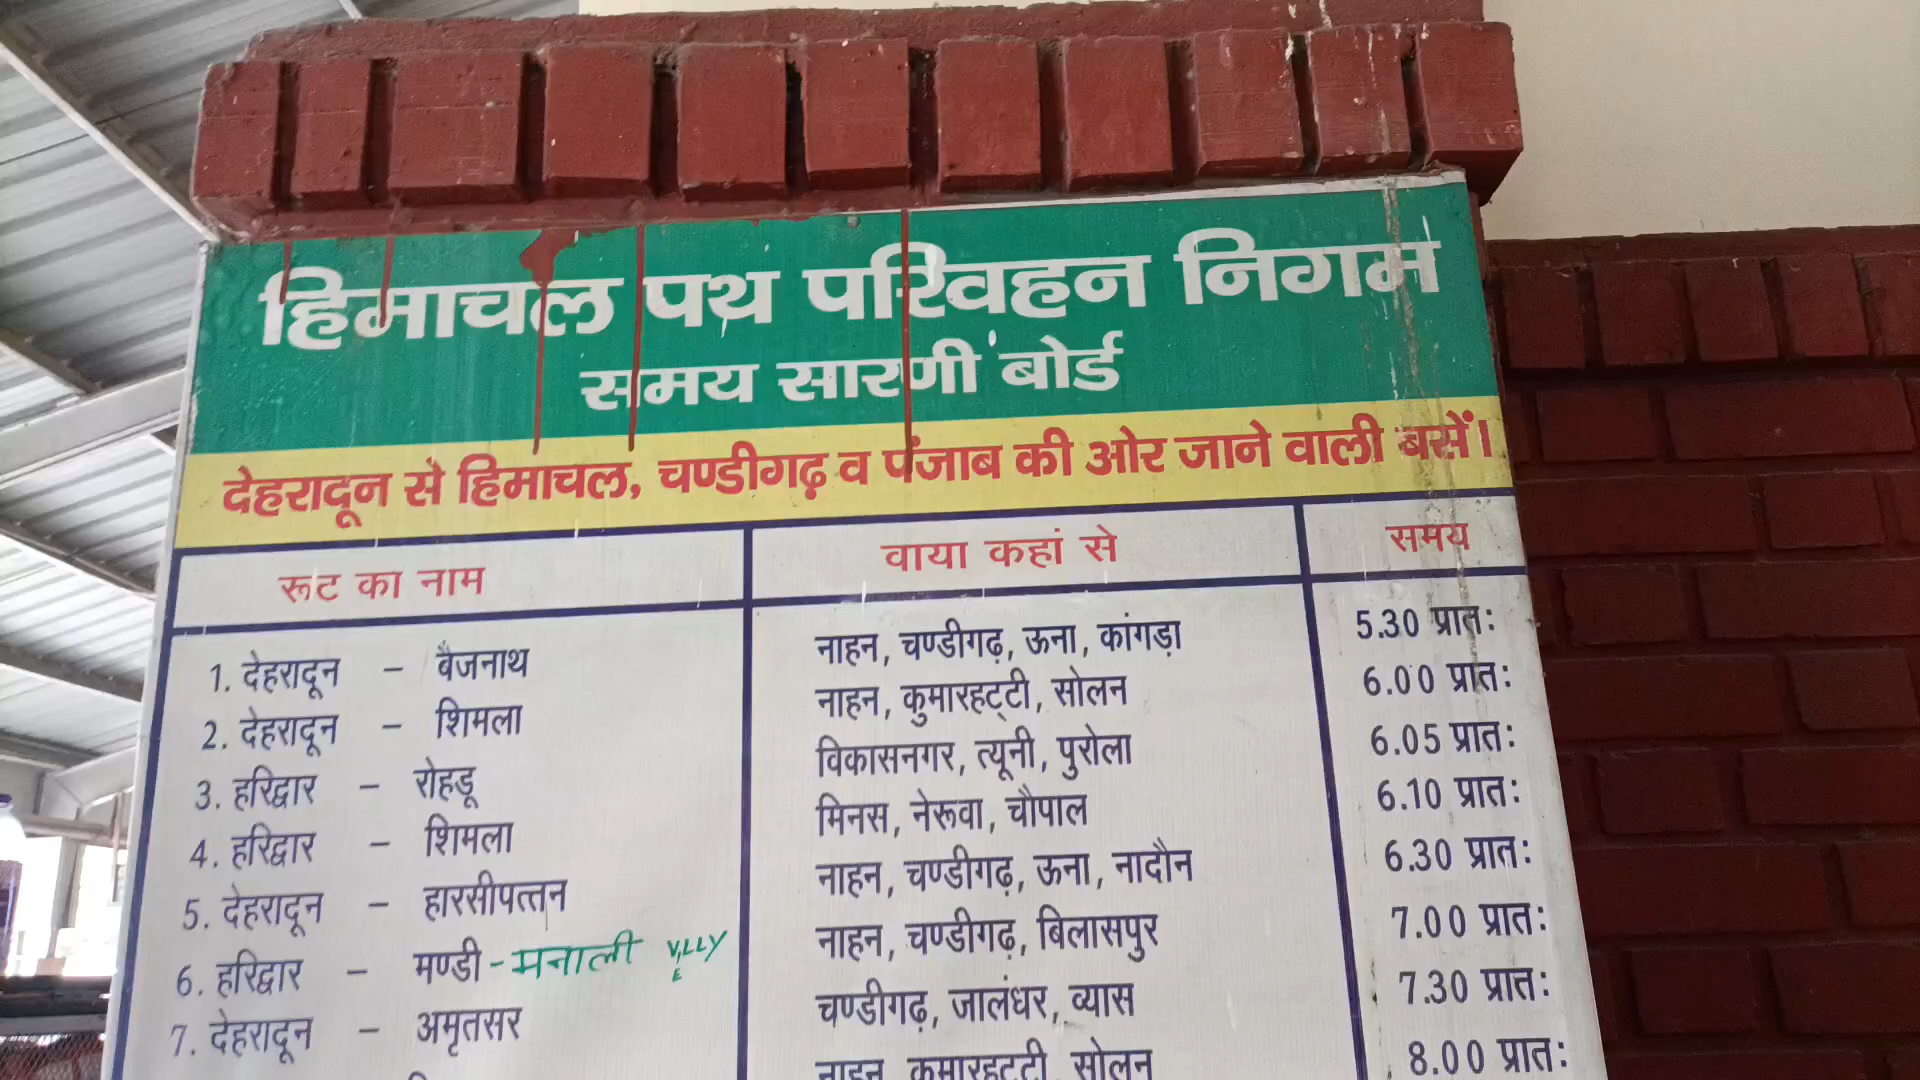 हिमाचल पथ परिवहन निगम
समय सारणी बोर्ड
देहरादून से हिमाचल, चण्डीगढ़ व पंजाब की ओर जाने वाली बसें।
रूट का नाम वाया कहां से समय
1. देहरादून – बैजनाथ नाहन, चण्डीगढ़, ऊना, कांगड़ा 5.30 प्रातः
2. देहरादून – शिमला नाहन, कुमारहट्टी, सोलन 6.00 प्रातः
3. हरिद्वार – रोहडू विकासनगर, त्यूनी, पुरोला 6.05 प्रातः
4. हरिद्वार – शिमला मिनस, नेरूवा, चौपाल 6.10 प्रातः
5. देहरादून – हारसीपत्तन नाहन, चण्डीगढ़, ऊना, नादौन 6.30 प्रातः
6. हरिद्वार – मण्डी - मनाली नाहन, चण्डीगढ़, बिलासपुर 7.00 प्रातः
7. देहरादून – अमृतसर चण्डीगढ़, जालंधर, व्यास 7.30 प्रातः
नाहन, कुमारहट्टी, सोलन 8.00 प्रातः